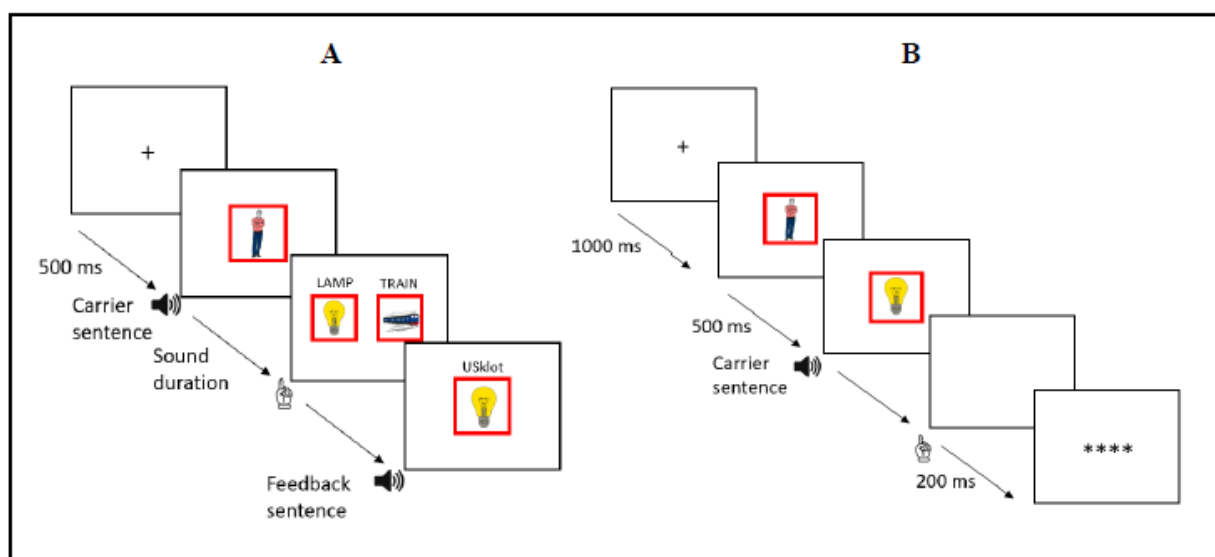 A
+
500 ms
Carrier
sentence
Sound
duration
LAMP TRAIN
USklot
Feedback
sentence
B
+
1000 ms
500 ms
Carrier
sentence
200 ms
****